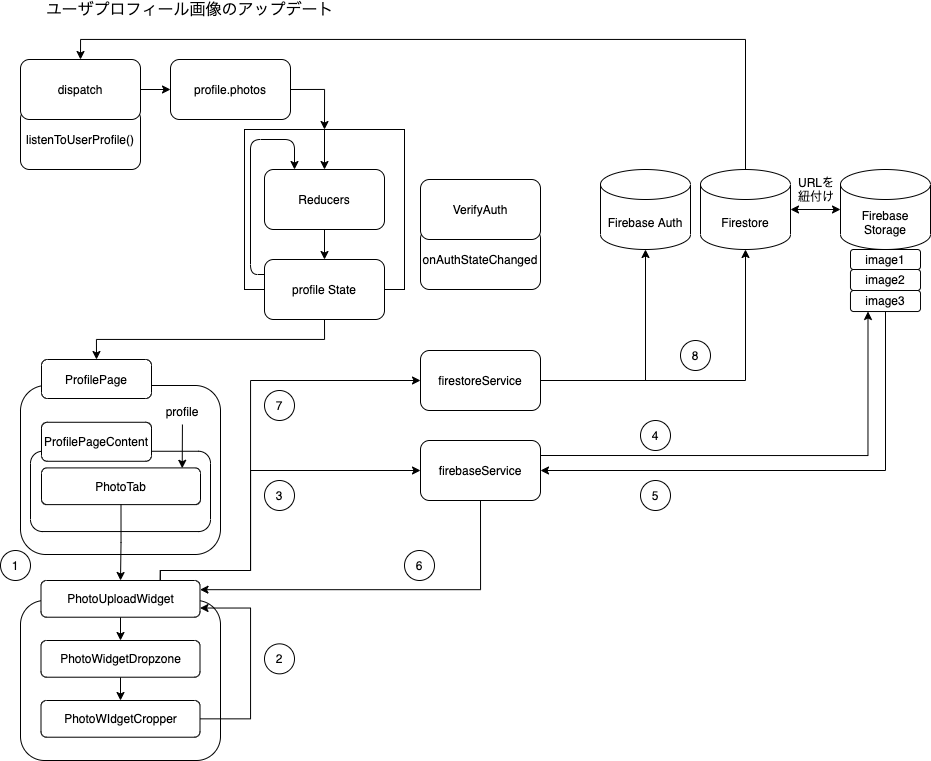 ユーザプロフィール画像のアップデート
dispatch
profile.photos
listenToUserProfile()
Reducers
profile State
VerifyAuth
onAuthStateChanged
Firebase Auth
Firestore
URLを
紐付け
Firebase
Storage
image1
image2
image3
ProfilePage
profile
ProfilePageContent
PhotoTab
firestoreService
firebaseService
7
8
3
4
5
1
6
PhotoUploadWidget
PhotoWidgetDropzone
2
PhotoWIdgetCropper